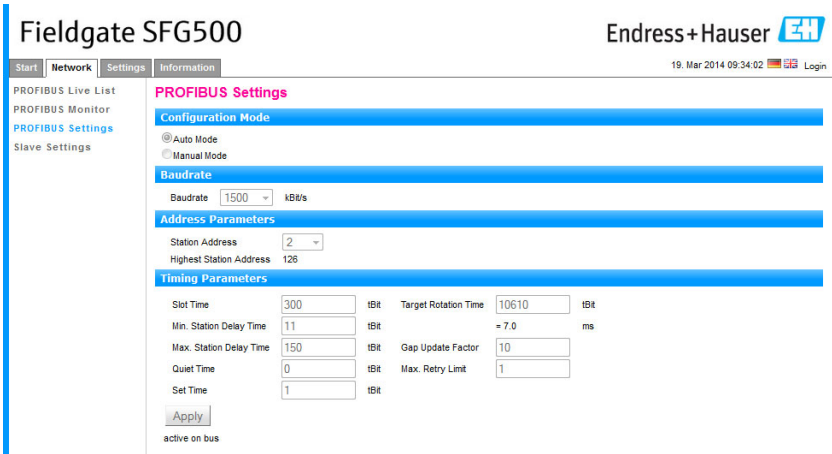 Fieldgate SFG500
Endress+Hauser EH
Start Network Settings Information
19. Mar 2014 09:34:02 Login
PROFIBUS Live List
PROFIBUS Monitor
PROFIBUS Settings
Slave Settings
PROFIBUS Settings
Configuration Mode
Auto Mode
Manual Mode
Baudrate
Baudrate 1500 kBit/s
Address Parameters
Station Address 2
Highest Station Address 126
Timing Parameters
Slot Time 300 tBit Target Rotation Time 10610 tBit
Min. Station Delay Time 11 tBit = 7.0 ms
Max. Station Delay Time 150 tBit Gap Update Factor 10
Quiet Time 0 tBit Max. Retry Limit 1
Set Time 1 tBit
Apply
active on bus